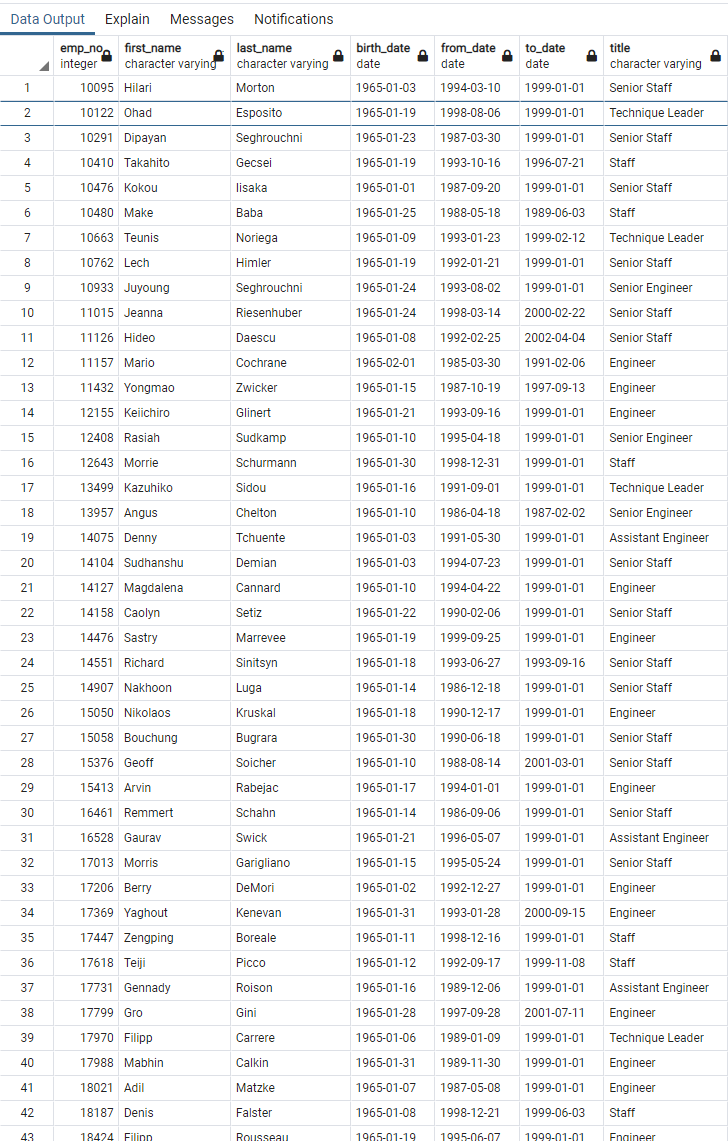 Data Output Explain Messages Notifications
emp_no first_name last_name birth_date from_date to_date title
integer character varying character varying date date date character varying
1 10095 Hilari Morton 1965-01-03 1994-03-10 1999-01-01 Senior Staff
2 10122 Ohad Esposito 1965-01-19 1998-08-06 1999-01-01 Technique Leader
3 10291 Dipayan Seghrouchni 1965-01-23 1987-03-30 1999-01-01 Senior Staff
4 10410 Takahito Gecsei 1965-01-19 1993-10-16 1996-07-21 Staff
5 10476 Kokou Iisaka 1965-01-01 1987-09-20 1999-01-01 Senior Staff
6 10480 Make Baba 1965-01-25 1988-05-18 1989-06-03 Staff
7 10663 Teunis Noriega 1965-01-09 1993-01-23 1999-02-12 Technique Leader
8 10762 Lech Himler 1965-01-19 1992-01-21 1999-01-01 Senior Staff
9 10933 Juyoung Seghrouchni 1965-01-24 1993-08-02 1999-01-01 Senior Engineer
10 11015 Jeanna Riesenhuber 1965-01-24 1998-03-14 2000-02-22 Senior Staff
11 11126 Hideo Daescu 1965-01-08 1992-02-25 2002-04-04 Senior Staff
12 11157 Mario Cochrane 1965-02-01 1985-03-30 1991-02-06 Engineer
13 11432 Yongmao Zwicker 1965-01-15 1987-10-19 1997-09-13 Engineer
14 12155 Keiichiro Glinert 1965-01-21 1993-09-16 1999-01-01 Engineer
15 12408 Rasiah Sudkamp 1965-01-10 1995-04-18 1999-01-01 Senior Engineer
16 12643 Morrie Schurmann 1965-01-30 1998-12-31 1999-01-01 Staff
17 13499 Kazuhiko Sidou 1965-01-16 1991-09-01 1999-01-01 Technique Leader
18 13957 Angus Chelton 1965-01-10 1986-04-18 1987-02-02 Senior Engineer
19 14075 Denny Tchuente 1965-01-03 1991-05-30 1999-01-01 Assistant Engineer
20 14104 Sudhanshu Demian 1965-01-03 1994-07-23 1999-01-01 Senior Staff
21 14127 Magdalena Cannard 1965-01-10 1994-04-22 1999-01-01 Engineer
22 14158 Caolyn Setiz 1965-01-22 1990-02-06 1999-01-01 Senior Staff
23 14476 Sastry Marrevee 1965-01-19 1999-09-25 1999-01-01 Engineer
24 14551 Richard Sinitsyn 1965-01-18 1993-06-27 1993-09-16 Senior Staff
25 14907 Nakhoon Luga 1965-01-14 1986-12-18 1999-01-01 Senior Staff
26 15050 Nikolaos Kruskal 1965-01-18 1990-12-17 1999-01-01 Engineer
27 15058 Bouchung Bugrara 1965-01-30 1990-06-18 1999-01-01 Senior Staff
28 15376 Geoff Soicher 1965-01-10 1988-08-14 2001-03-01 Senior Staff
29 15413 Arvin Rabejac 1965-01-17 1994-01-01 1999-01-01 Engineer
30 16461 Remmert Schahn 1965-01-14 1986-09-06 1999-01-01 Senior Staff
31 16528 Gaurav Swick 1965-01-21 1996-05-07 1999-01-01 Assistant Engineer
32 17013 Morris Garigliano 1965-01-15 1995-05-24 1999-01-01 Senior Staff
33 17206 Berry DeMori 1965-01-02 1992-12-27 1999-01-01 Engineer
34 17369 Yaghout Kenevan 1965-01-31 1993-01-28 2000-09-15 Engineer
35 17447 Zengping Boreale 1965-01-11 1998-12-16 1999-01-01 Staff
36 17618 Teiji Picco 1965-01-12 1992-09-17 1999-11-08 Staff
37 17731 Gennady Roison 1965-01-16 1989-12-06 1999-01-01 Assistant Engineer
38 17799 Gro Gini 1965-01-28 1997-09-28 2001-07-11 Engineer
39 17970 Filipp Carrere 1965-01-06 1989-01-09 1999-01-01 Technique Leader
40 17988 Mabhin Calkin 1965-01-31 1989-11-30 1999-01-01 Engineer
41 18021 Adil Matzke 1965-01-07 1987-05-08 1999-01-01 Engineer
42 18187 Denis Falster 1965-01-08 1998-12-21 1999-06-03 Staff
43 18424 Filipp Rousseau 1965-01-19 1995-06-07 1999-01-01 Engineer